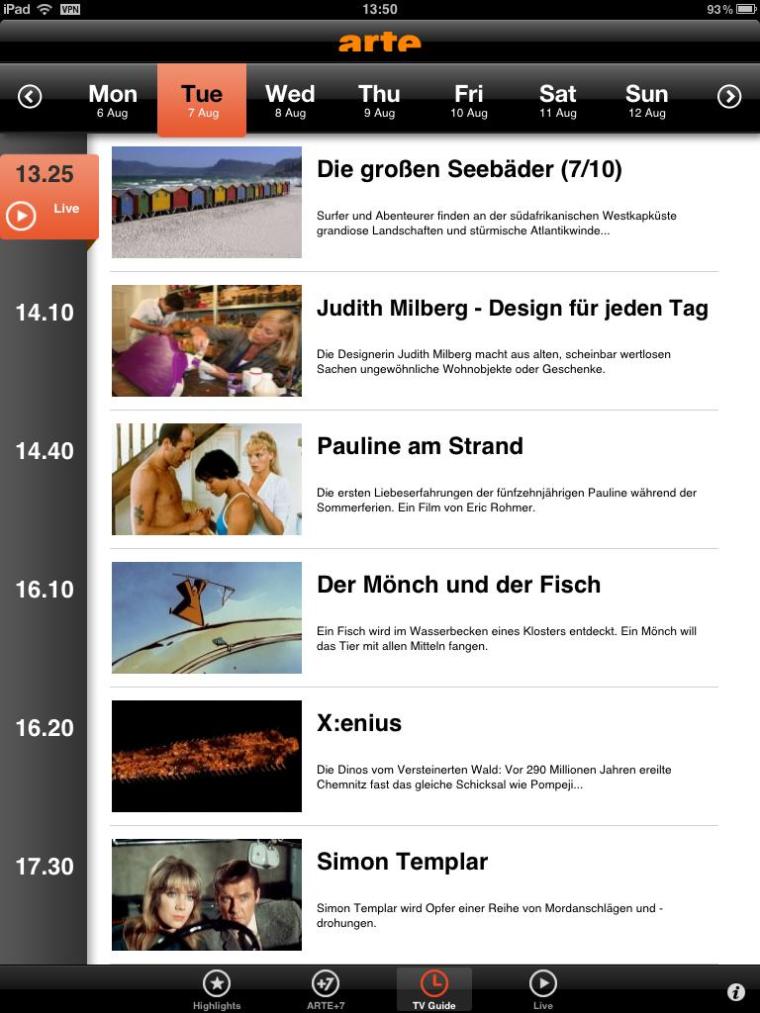 iPad VPN 13:50 93%
arte
Mon Tue Wed Thu Fri Sat Sun
6 Aug 7 Aug 8 Aug 9 Aug 10 Aug 11 Aug 12 Aug
13.25
Live
Die großen Seebäder (7/10)
Surfer und Abenteurer finden an der südafrikanischen Westkapküste
grandiose Landschaften und stürmische Atlantikwinde...
14.10
Judith Milberg - Design für jeden Tag
Die Designerin Judith Milberg macht aus alten, scheinbar wertlosen
Sachen ungewöhnliche Wohnobjekte oder Geschenke.
14.40
Pauline am Strand
Die ersten Liebeserfahrungen der fünfzehnjährigen Pauline während der
Sommerferien. Ein Film von Eric Rohmer.
16.10
Der Mönch und der Fisch
Ein Fisch wird im Wasserbecken eines Klosters entdeckt. Ein Mönch will
das Tier mit allen Mitteln fangen.
16.20
X:enius
Die Dinos vom Versteinerten Wald: Vor 290 Millionen Jahren ereilte
Chemnitz fast das gleiche Schicksal wie Pompeji...
17.30
Simon Templar
Simon Templar wird Opfer einer Reihe von Mordanschlägen und -
drohungen.
+7
Highlights ARTE+7 TV Guide Live